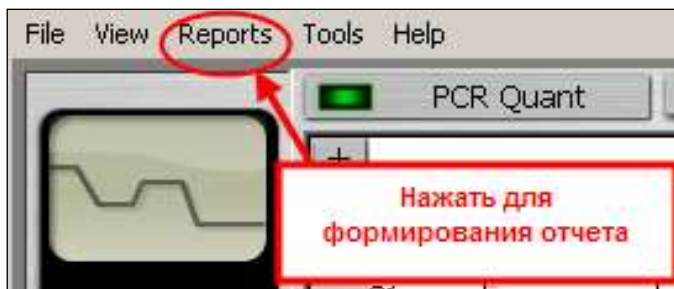 File View Reports Tools Help
PCR Quant
+
Нажать для
формирования отчета